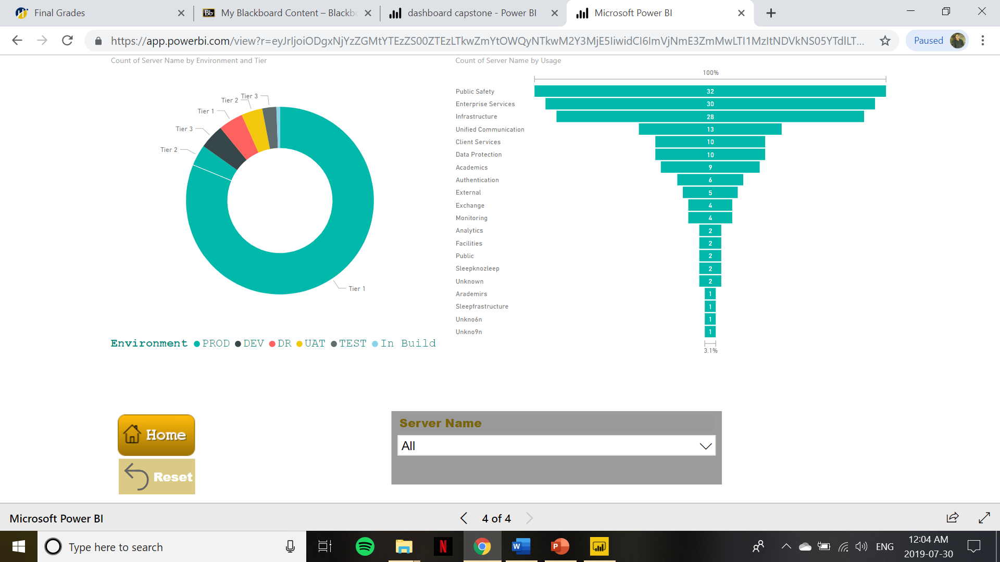 Final Grades
My Blackboard Content – Blackb
dashboard capstone - Power BI
Microsoft Power BI
Paused
Count of Server Name by Environment and Tier
Tier 3
Tier 2
Tier 1
Tier 3
Tier 2
Tier 1
Environment PROD DEV DR UAT TEST In Build
Count of Server Name by Usage
100%
Public Safety 32
Enterprise Services 30
Infrastructure 28
Unified Communication 13
Client Services 10
Data Protection 10
Academics 9
Authentication 6
External 5
Exchange 4
Monitoring 4
Analytics 2
Facilities 2
Public 2
Sleepknozleep 2
Unknown 2
Arademirs 1
Sleepfrastructure 1
Unkno6n 1
Unkno9n 1
3.1%
Home
Reset
Server Name
All
Microsoft Power BI
4 of 4
Type here to search
ENG
12:04 AM
2019-07-30